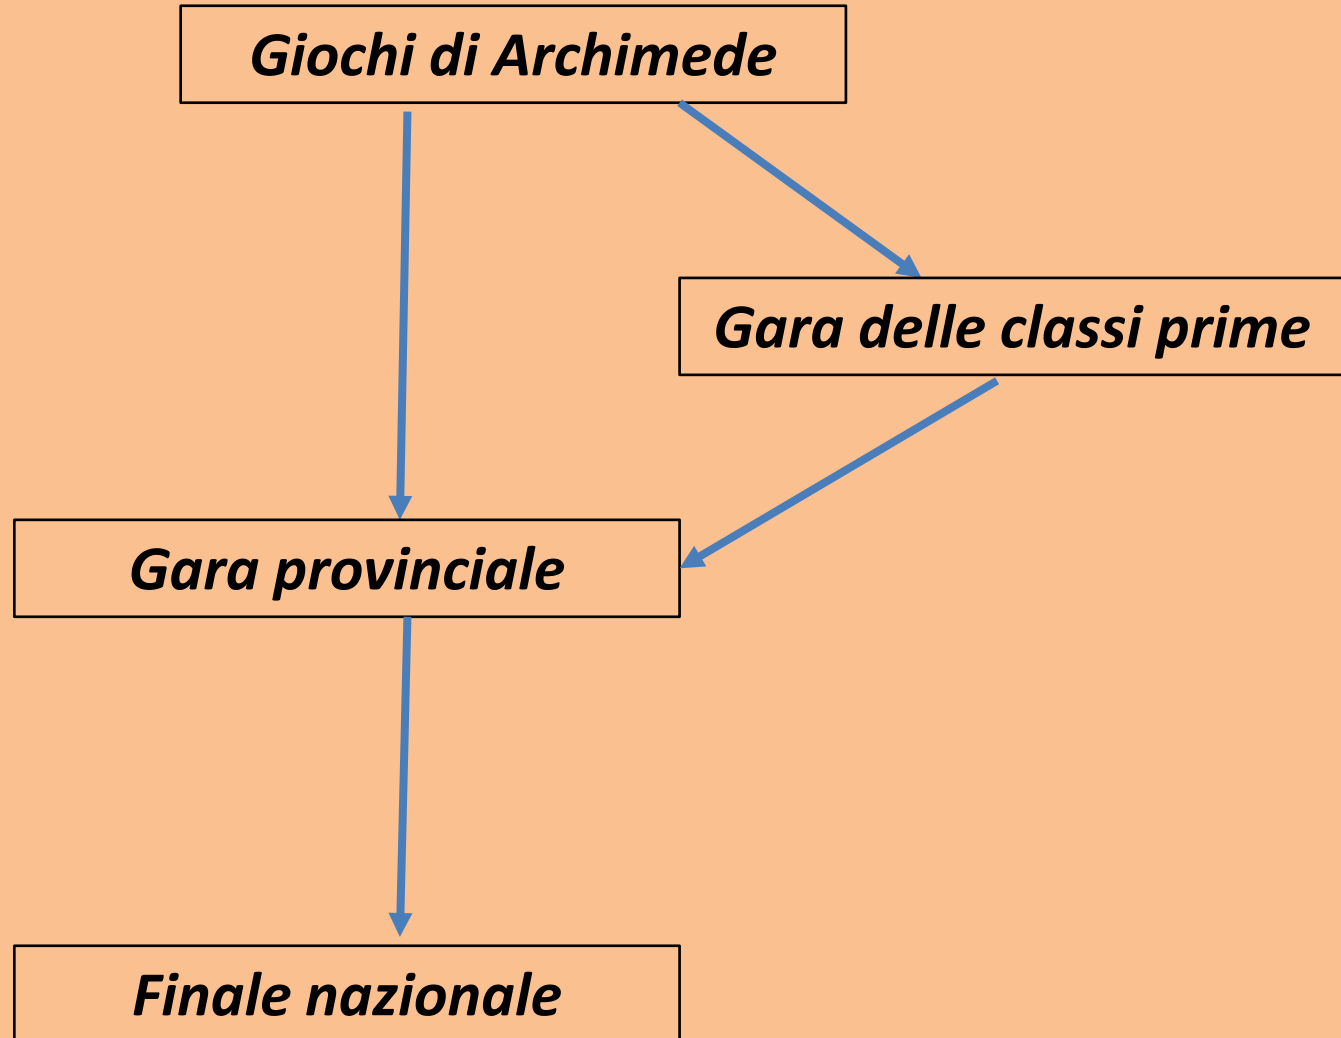 Giochi di Archimede
Gara delle classi prime
Gara provinciale
Finale nazionale